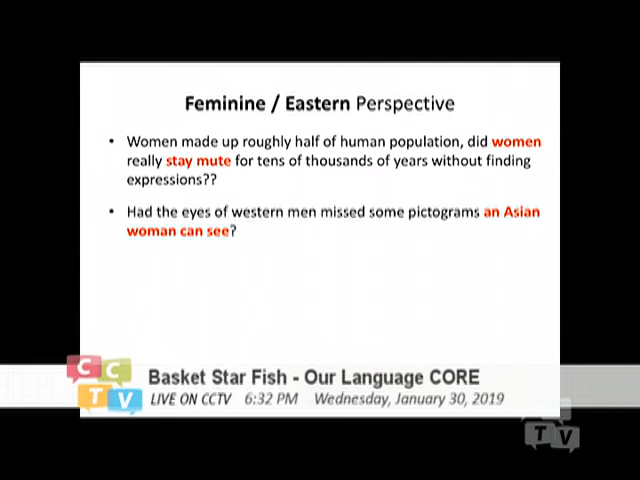 Feminine / Eastern Perspective
• Women made up roughly half of human population, did women
really stay mute for tens of thousands of years without finding
expressions??
• Had the eyes of western men missed some pictograms an Asian
woman can see?
CC
TV
Basket Star Fish - Our Language CORE
LIVE ON CCTV 6:32 PM Wednesday, January 30, 2019
TV